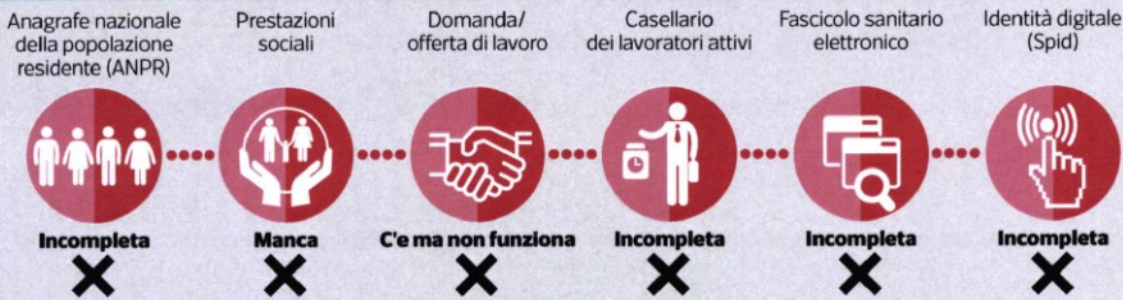 Anagrafe nazionale
della popolazione
residente (ANPR)
Prestazioni
sociali
Domanda/
offerta di lavoro
Casellario
dei lavoratori attivi
Fascicolo sanitario
elettronico
Identità digitale
(Spid)
Incompleta
Manca
C'e ma non funziona
Incompleta
Incompleta
Incompleta